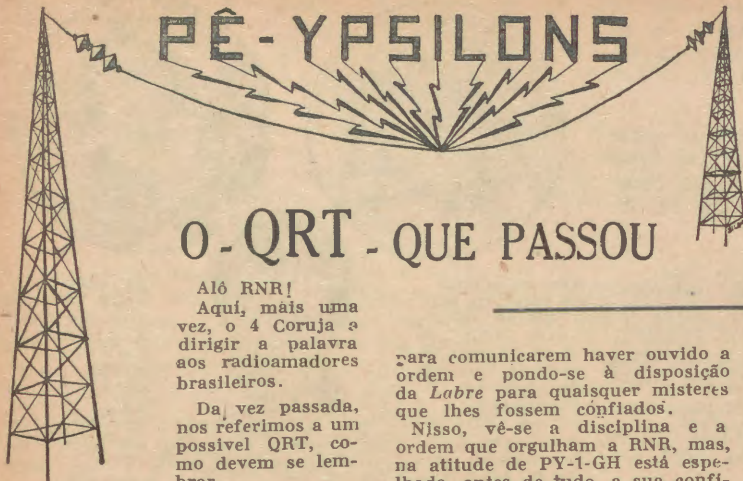 PÊ-YPSILONS
O-QRT-QUE PASSOU
Alô RNR!
Aqui, mais uma
vez, o 4 Coruja a
dirigir a palavra
aos radioamadores
brasileiros.
Da vez passada,
nos referimos a um
possivel QRT, co-
mo devem se lem-
brar
para comunicarem haver ouvido a
ordem e pondo-se à disposição
da Labre para quaisquer misteres
que lhes fossem confiados.
Nisso, vê-se a disciplina e a
ordem que orgulham a RNR, mas,
na atitude de PY-1-GH está espe-
lhada, antes de tudo, a sua confi-